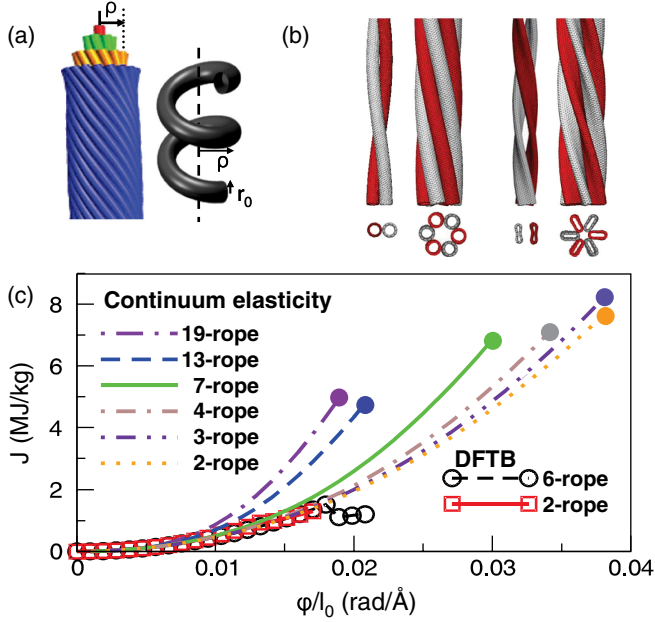 (a)
ρ
ρ
r0
(b)
(c)
Continuum elasticity
19-rope
13-rope
7-rope
4-rope
3-rope
2-rope
DFTB
6-rope
2-rope
J (MJ/kg)
8
6
4
2
0
0
0.01
0.02
0.03
0.04
φ/l0 (rad/Å)